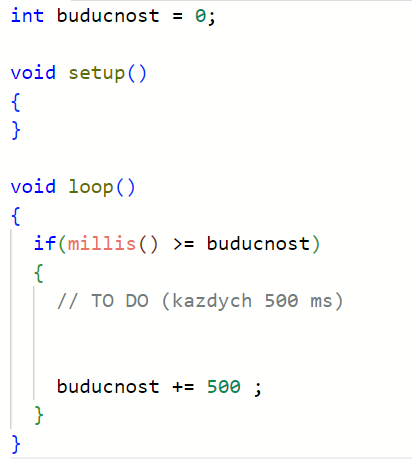 int buducnost = 0;
void setup()
{
}
void loop()
{
if(millis() >= buducnost)
{
// TO DO (kazdych 500 ms)
buducnost += 500 ;
}
}